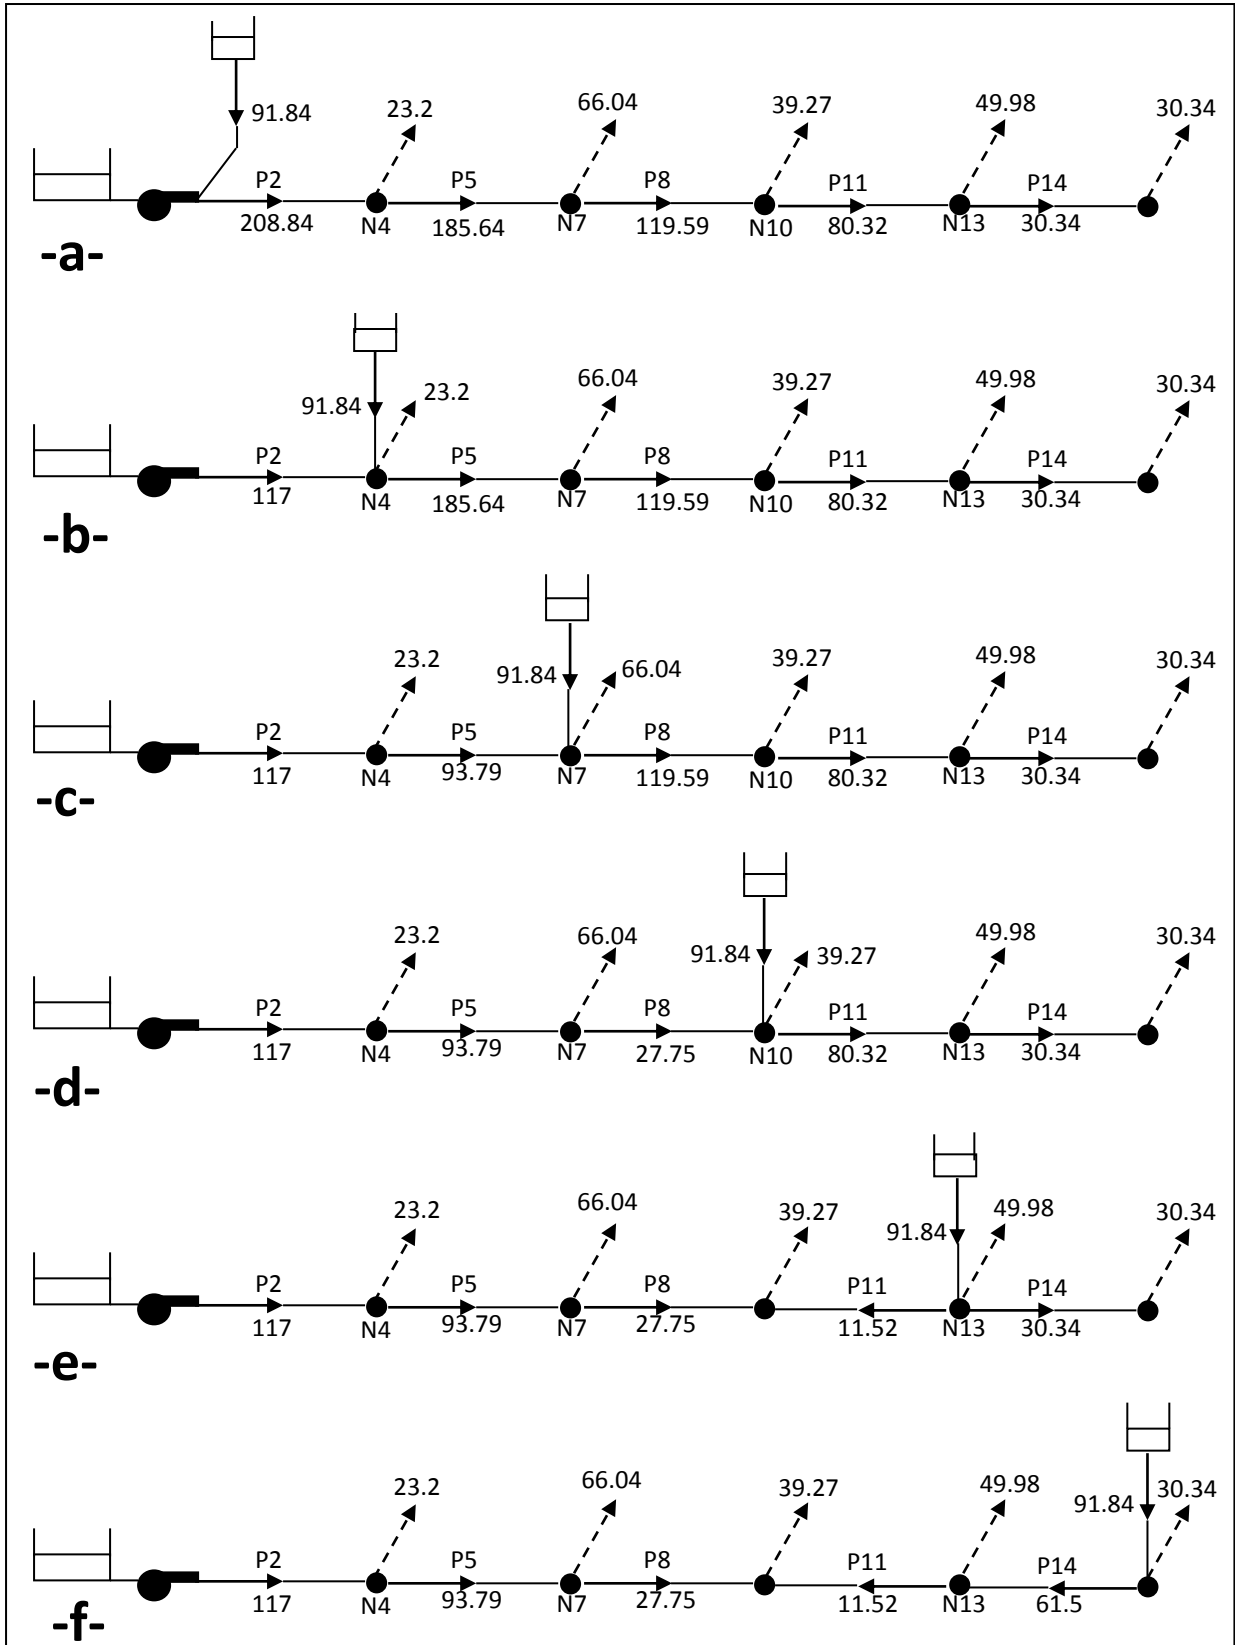 91.84 23.2 66.04 39.27 49.98 30.34
P2 P5 P8 P11 P14
208.84 N4 185.64 N7 119.59 N10 80.32 N13 30.34
-a-
91.84 23.2 66.04 39.27 49.98 30.34
P2 P5 P8 P11 P14
117 N4 185.64 N7 119.59 N10 80.32 N13 30.34
-b-
23.2 91.84 66.04 39.27 49.98 30.34
P2 P5 P8 P11 P14
117 N4 93.79 N7 119.59 N10 80.32 N13 30.34
-c-
23.2 66.04 91.84 39.27 49.98 30.34
P2 P5 P8 P11 P14
117 N4 93.79 N7 27.75 N10 80.32 N13 30.34
-d-
23.2 66.04 39.27 91.84 49.98 30.34
P2 P5 P8 P11 P14
117 N4 93.79 N7 27.75 11.52 N13 30.34
-e-
23.2 66.04 39.27 49.98 91.84 30.34
P2 P5 P8 P11 P14
117 N4 93.79 N7 27.75 11.52 N13 61.5
-f-